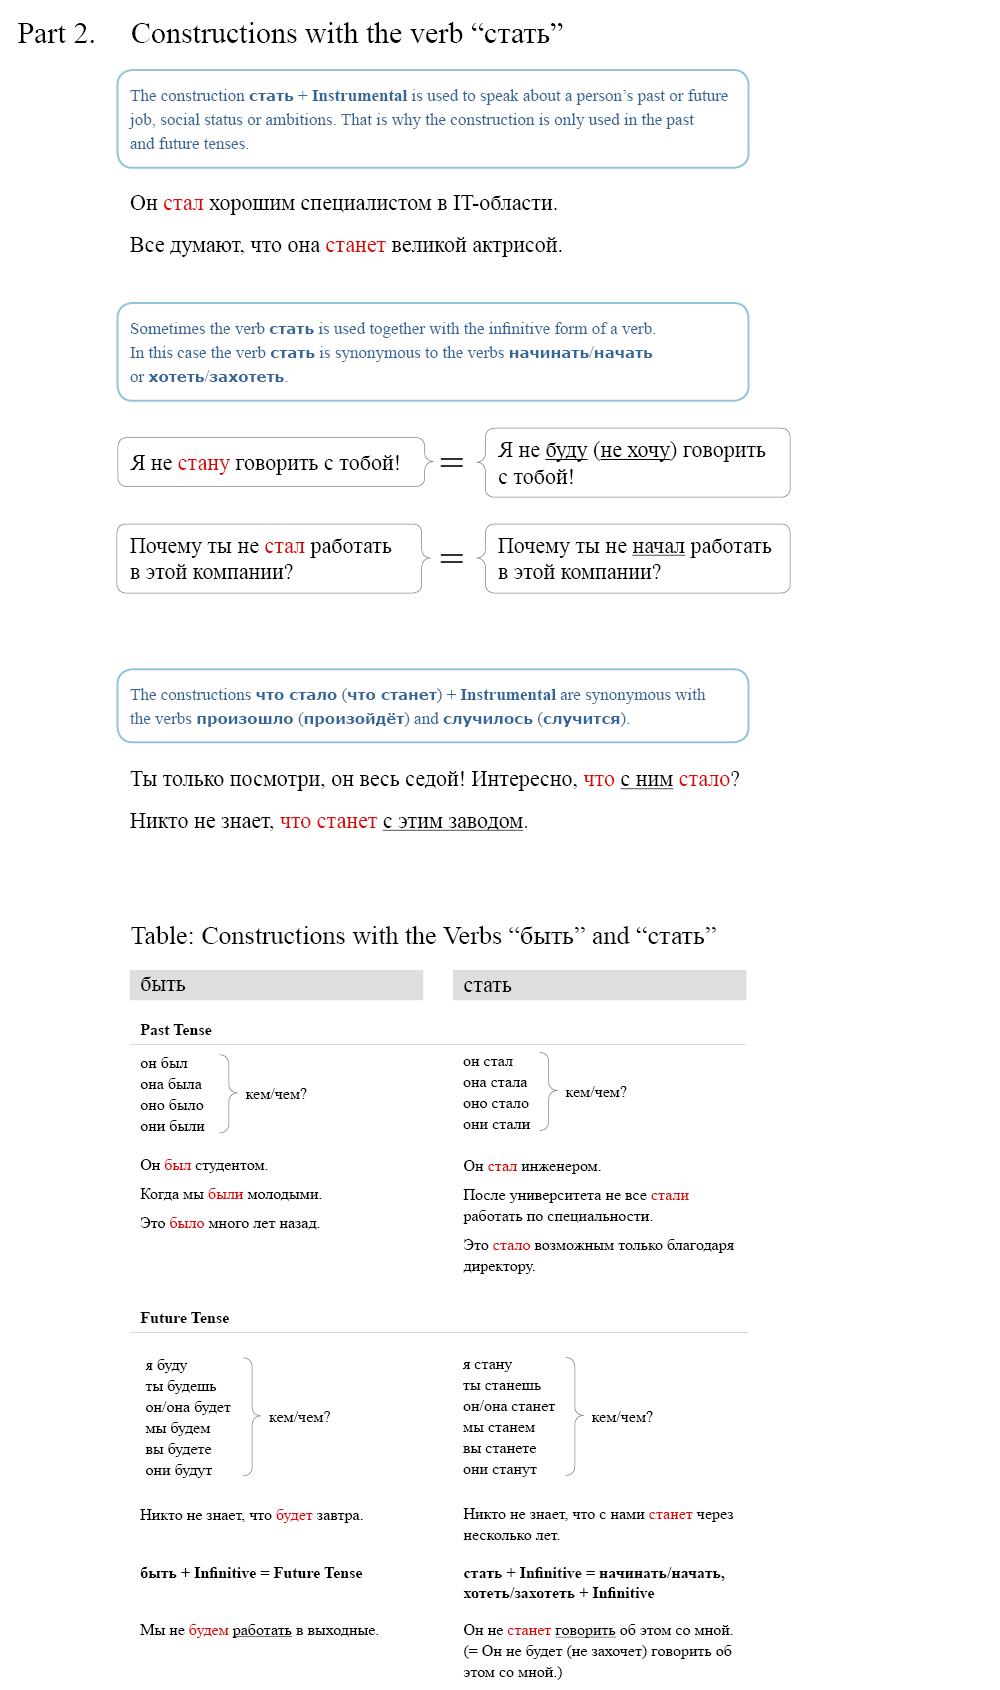 Part 2. Constructions with the verb “стать”
The construction стать + Instrumental is used to speak about a person’s past or future
job, social status or ambitions. That is why the construction is only used in the past
and future tenses.
Он стал хорошим специалистом в IT-области.
Все думают, что она станет великой актрисой.
Sometimes the verb стать is used together with the infinitive form of a verb.
In this case the verb стать is synonymous to the verbs начинать/начать
or хотеть/захотеть.
Я не стану говорить с тобой!
=
Я не буду (не хочу) говорить
с тобой!
Почему ты не стал работать
в этой компании?
=
Почему ты не начал работать
в этой компании?
The constructions что стало (что станет) + Instrumental are synonymous with
the verbs произошло (произойдёт) and случилось (случится).
Ты только посмотри, он весь седой! Интересно, что с ним стало?
Никто не знает, что станет с этим заводом.
Table: Constructions with the Verbs “быть” and “стать”
быть
стать
Past Tense
он был
она была
оно было
они были
кем/чем?
он стал
она стала
оно стало
они стали
кем/чем?
Он был студентом.
Когда мы были молодыми.
Это было много лет назад.
Он стал инженером.
После университета не все стали
работать по специальности.
Это стало возможным только благодаря
директору.
Future Tense
я буду
ты будешь
он/она будет
мы будем
вы будете
они будут
кем/чем?
я стану
ты станешь
он/она станет
мы станем
вы станете
они станут
кем/чем?
Никто не знает, что будет завтра.
Никто не знает, что с нами станет через
несколько лет.
быть + Infinitive = Future Tense
стать + Infinitive = начинать/начать,
хотеть/захотеть + Infinitive
Мы не будем работать в выходные.
Он не станет говорить об этом со мной.
(= Он не будет (не захочет) говорить об
этом со мной.)